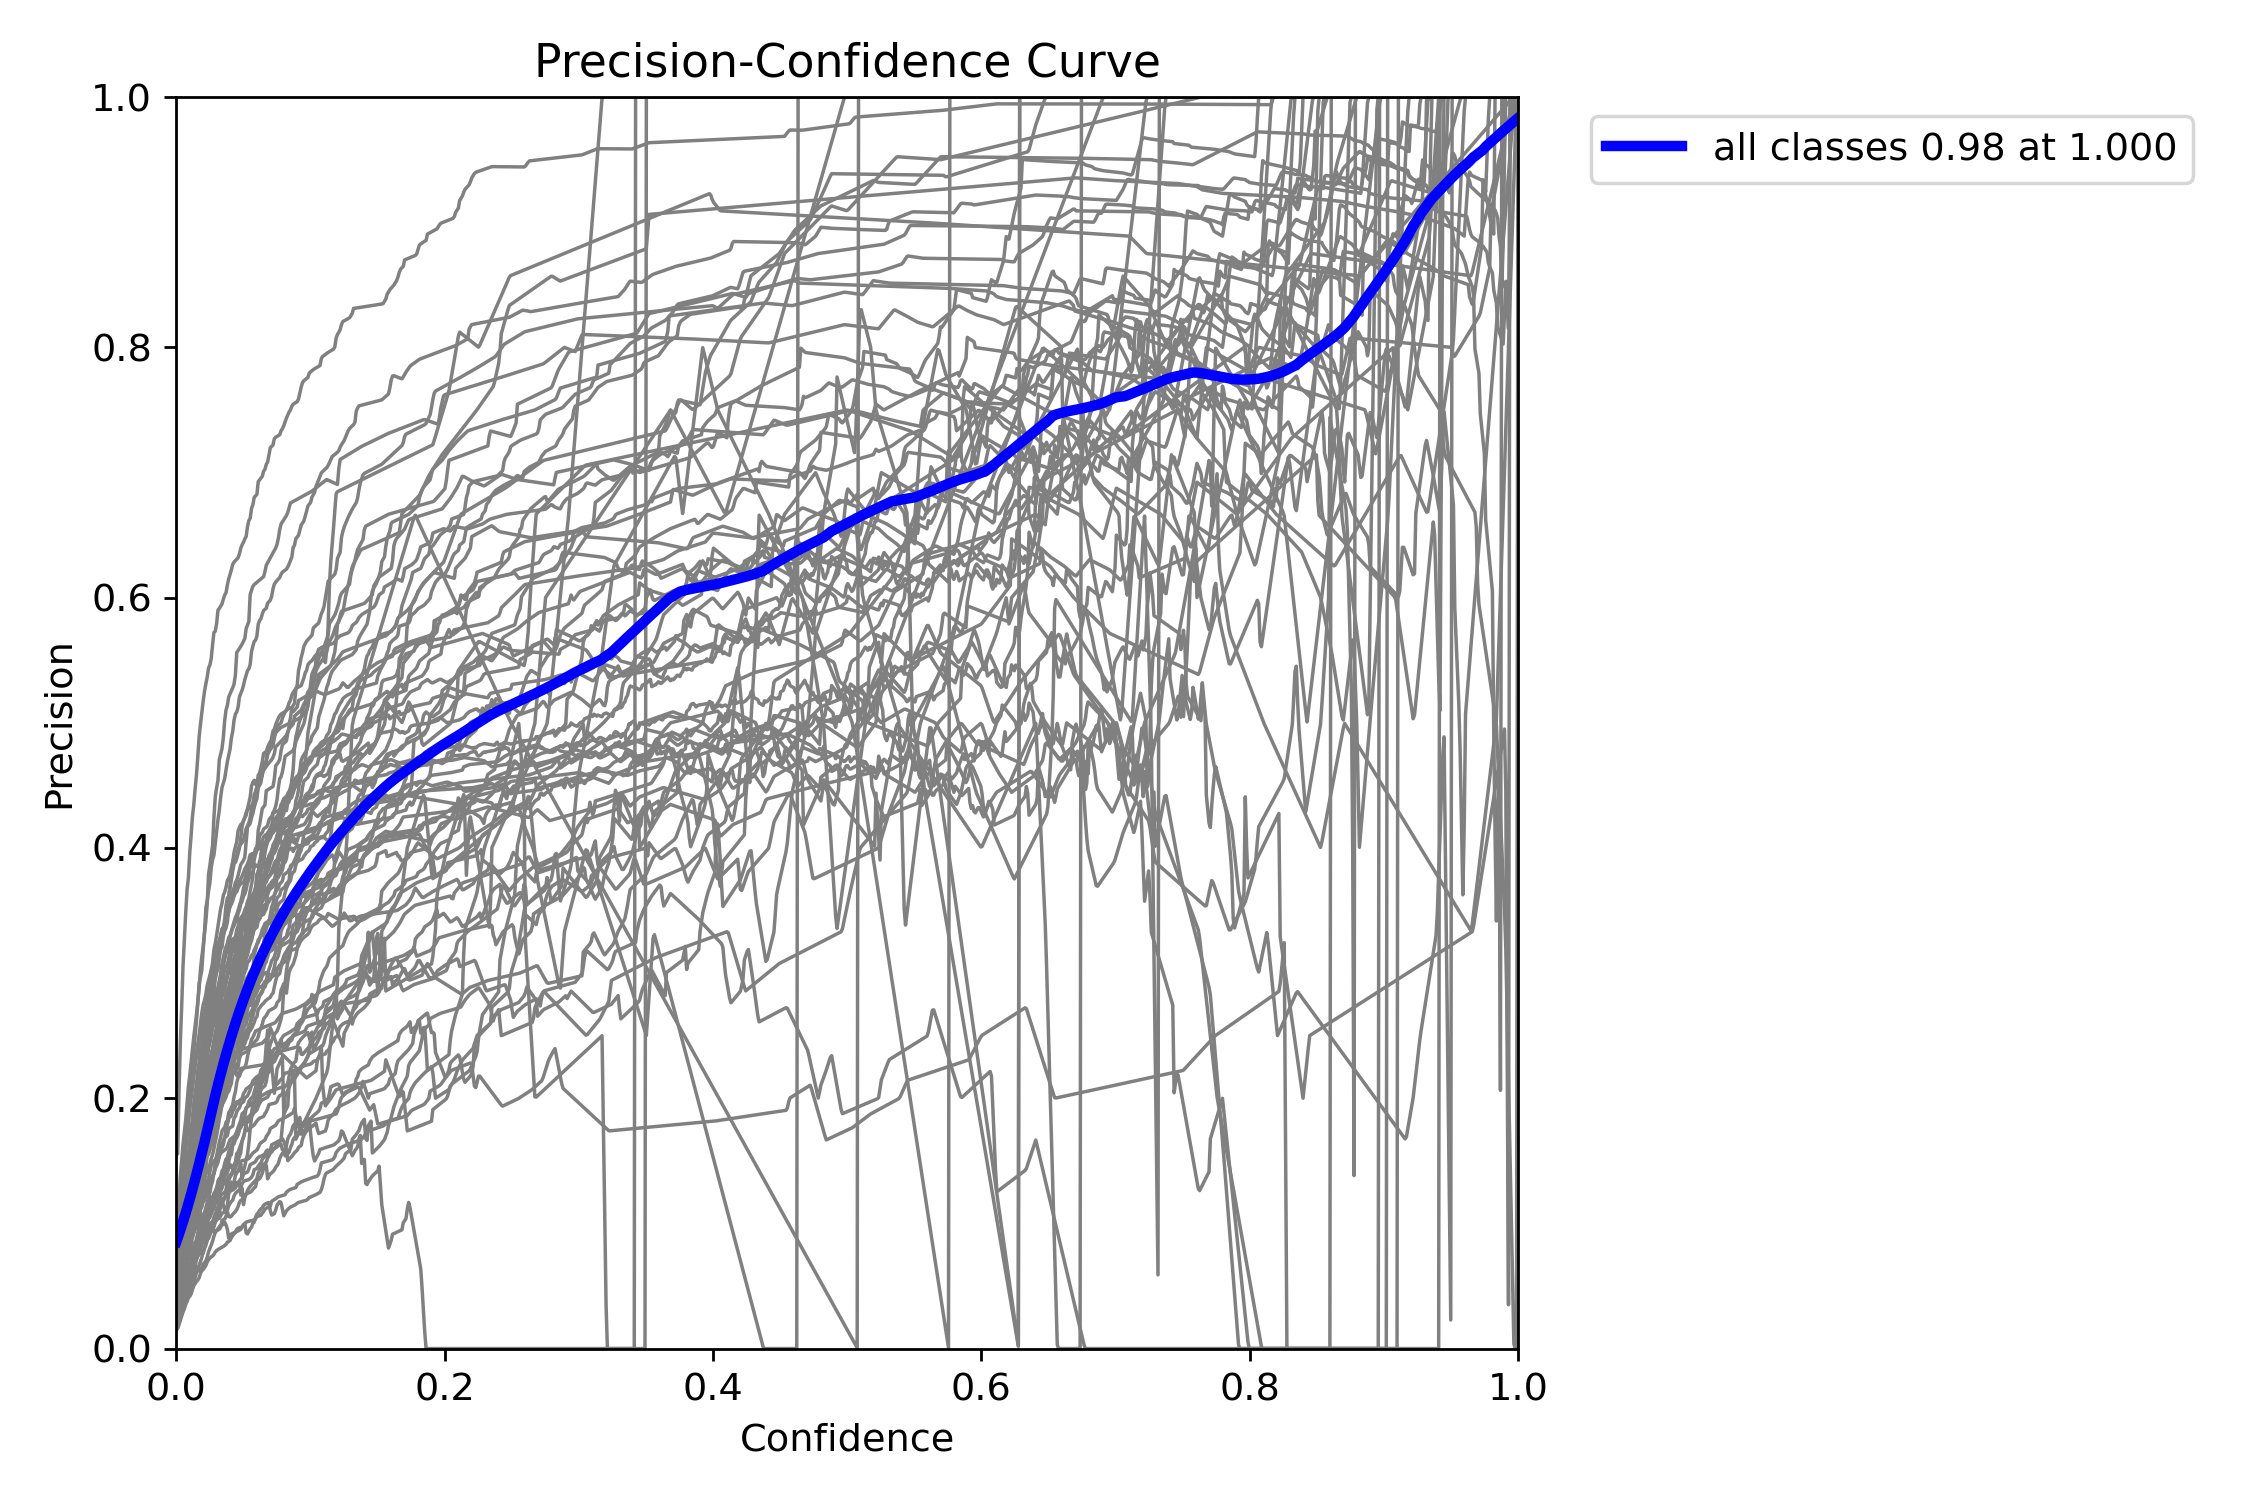 Precision-Confidence Curve
all classes 0.98 at 1.000
Precision
1.0
0.8
0.6
0.4
0.2
0.0
0.0 0.2 0.4 0.6 0.8 1.0
Confidence